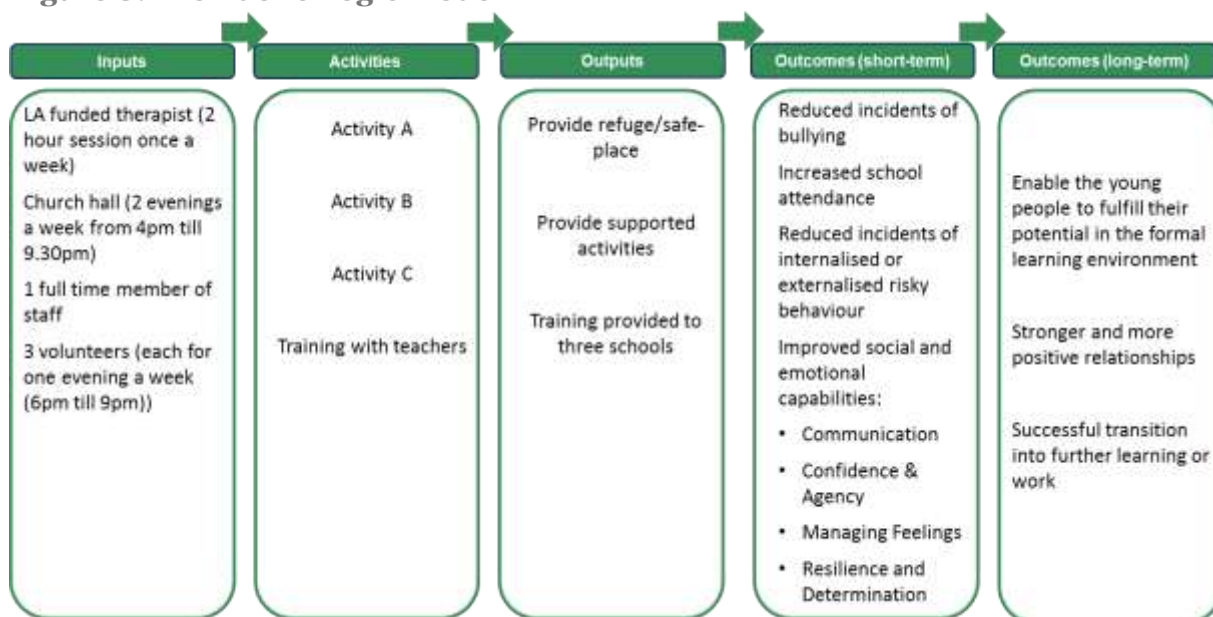 Inputs
LA funded therapist (2
hour session once a
week)
Church hall (2 evenings
a week from 4pm till
9.30pm)
1 full time member of
staff
3 volunteers (each for
one evening a week
(6pm till 9pm))
Activities
Activity A
Activity B
Activity C
Training with teachers
Outputs
Provide refuge/safe-
place
Provide supported
activities
Training provided to
three schools
Outcomes (short-term)
Reduced incidents of
bullying
Increased school
attendance
Reduced incidents of
internalised or
externalised risky
behaviour
Improved social and
emotional
capabilities:
• Communication
• Confidence &
Agency
• Managing Feelings
• Resilience and
Determination
Outcomes (long-term)
Enable the young
people to fulfill their
potential in the formal
learning environment
Stronger and more
positive relationships
Successful transition
into further learning or
work